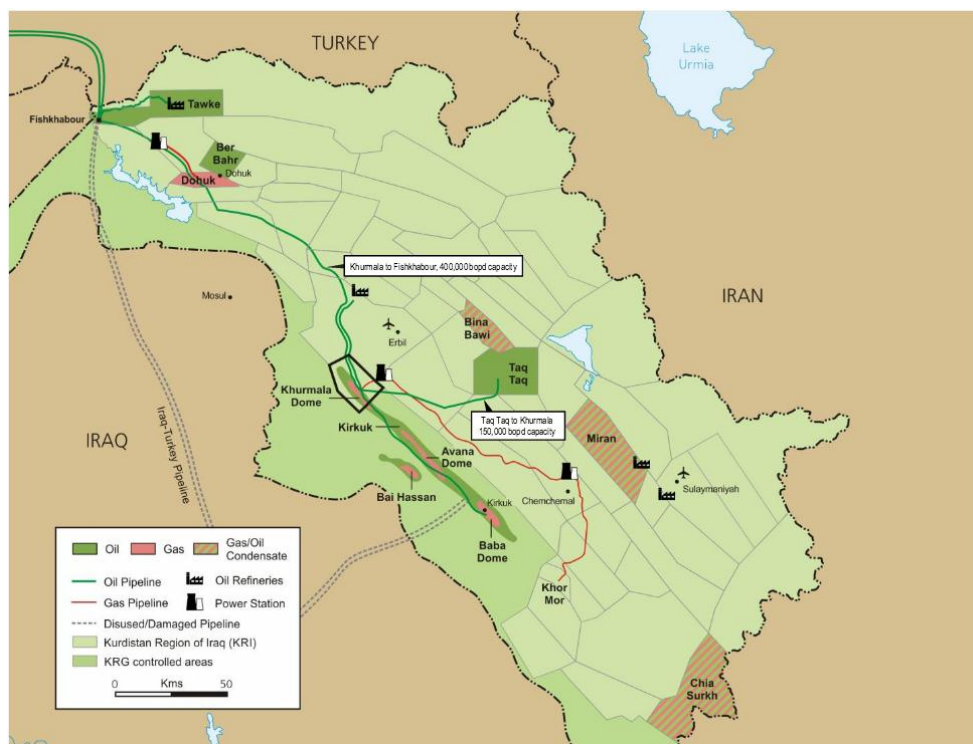 TURKEY
Lake
Urmia
Fishkhabour
Tawke
Ber
Bahr
Dohuk
Dohuk
Khurmala to Fishkhabour, 400,000 bopd capacity
Mosul
IRAN
Bina
Bawi
Erbil
Taq
Taq
Khurmala
Dome
Taq Taq to Khurmala
150,000 bopd capacity
Kirkuk
Miran
IRAQ
Iraq-Turkey Pipeline
Avana
Dome
Sulaymaniyah
Bai Hassan
Chemchemal
Kirkuk
Baba
Dome
Khor
Mor
Chia
Surkh
Oil
Gas
Gas/Oil
Condensate
Oil Pipeline
Oil Refineries
Gas Pipeline
Power Station
Disused/Damaged Pipeline
Kurdistan Region of Iraq (KRI)
KRG controlled areas
0 Kms 50